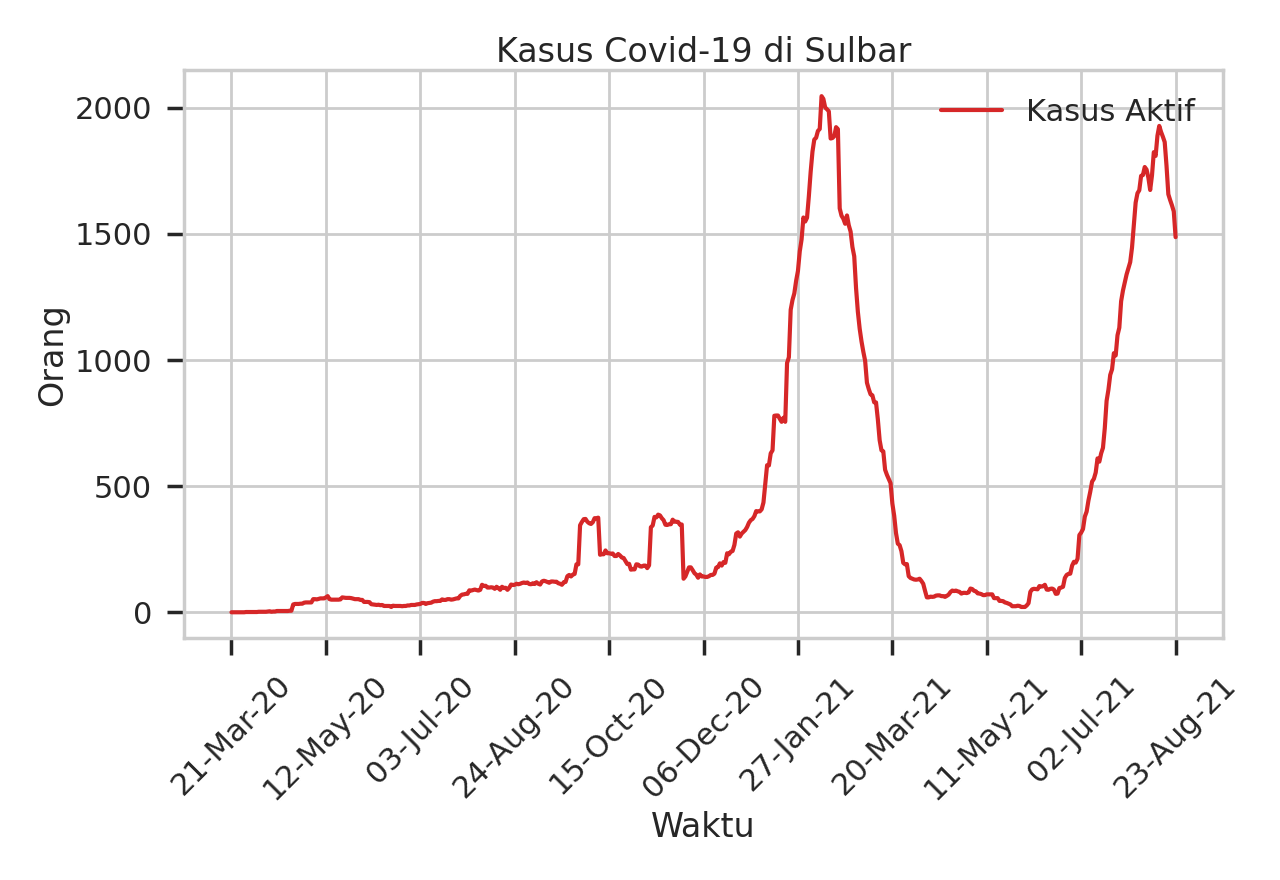 Kasus Covid-19 di Sulbar
Kasus Aktif
2000
1500
1000
500
0
Orang
21-Mar-20
12-May-20
03-Jul-20
24-Aug-20
15-Oct-20
06-Dec-20
27-Jan-21
20-Mar-21
11-May-21
02-Jul-21
23-Aug-21
Waktu